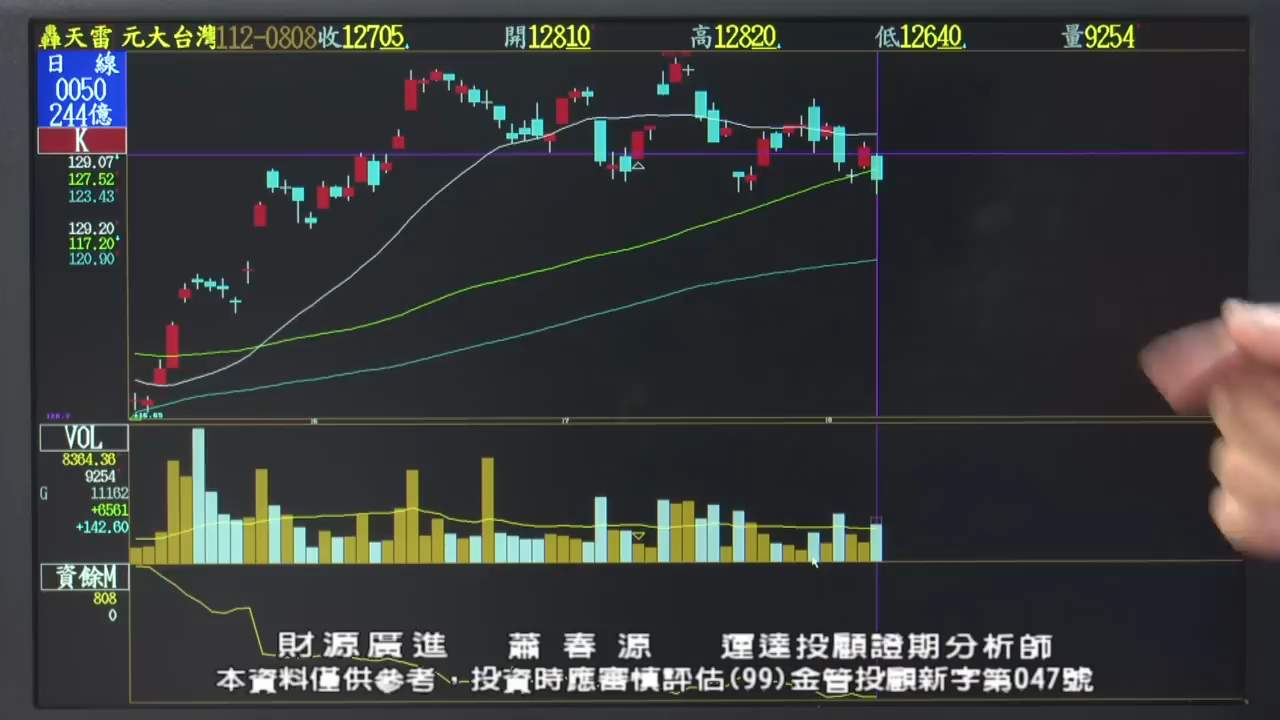 轟天雷 元大台灣112-0808收12705 開12810 高12820 低12640 量9254
日 線
0050
244億
K
129.07
127.52
123.43
129.20
117.20
120.90
VOL
8364.36
9254
G 11162
+6561
+142.60
資餘M
808
0
財源廣進 蕭春源 運達投顧證期分析師
本資料僅供參考，投資時應審慎評估(99)金管投顧新字第047號